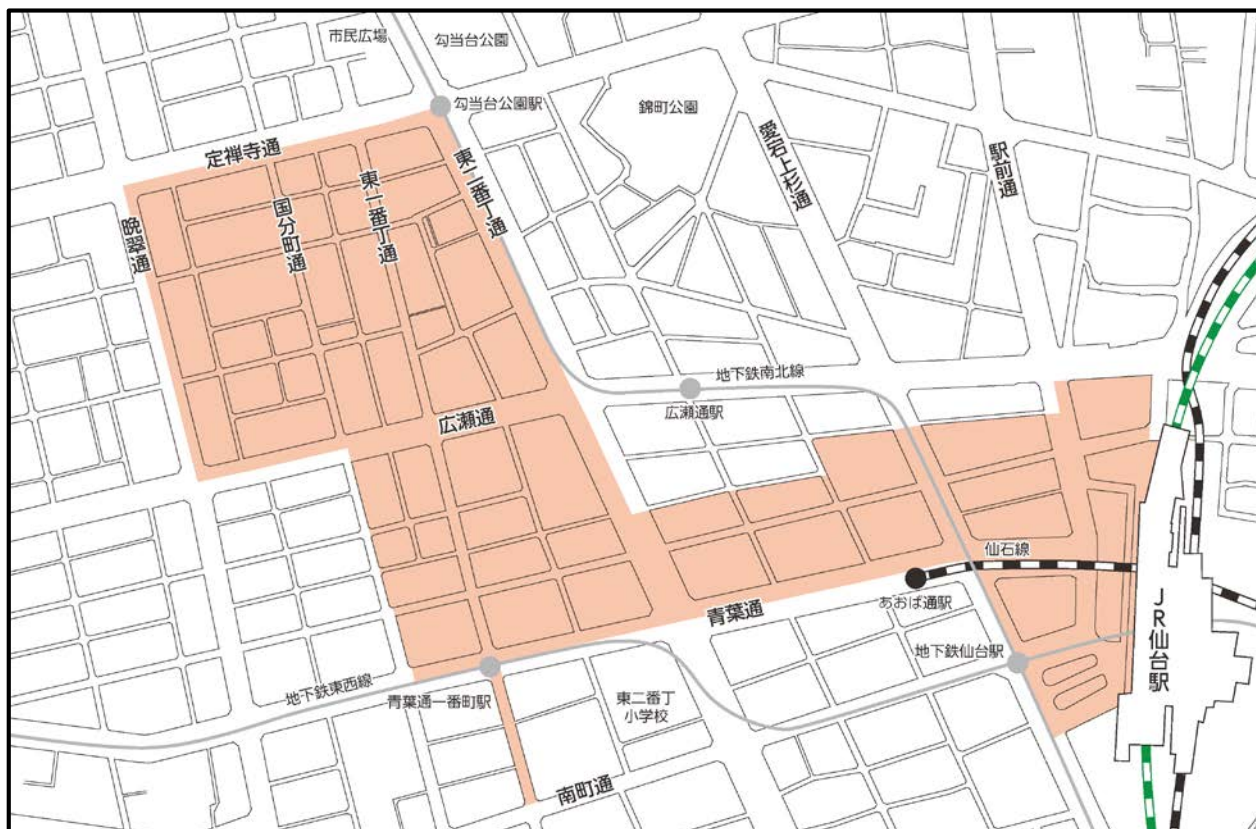 市民広場
勾当台公園
勾当台公園駅
錦町公園
定禅寺通
愛宕上杉通
駅前通
東二番丁通
東一番丁通
国分町通
晩翠通
地下鉄南北線
広瀬通駅
広瀬通
仙石線
あおば通駅
青葉通
JR仙台駅
地下鉄仙台駅
地下鉄東西線
青葉通一番町駅
東二番丁
小学校
南町通